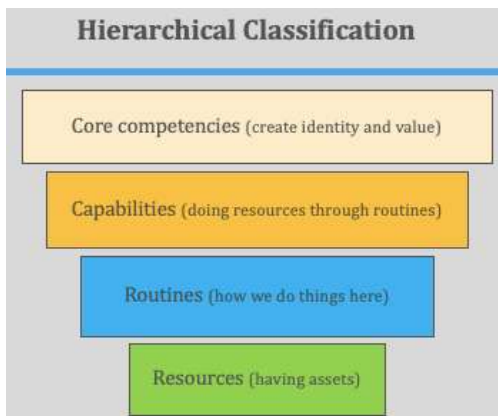 Hierarchical Classification
Core competencies (create identity and value)
Capabilities (doing resources through routines)
Routines (how we do things here)
Resources (having assets)